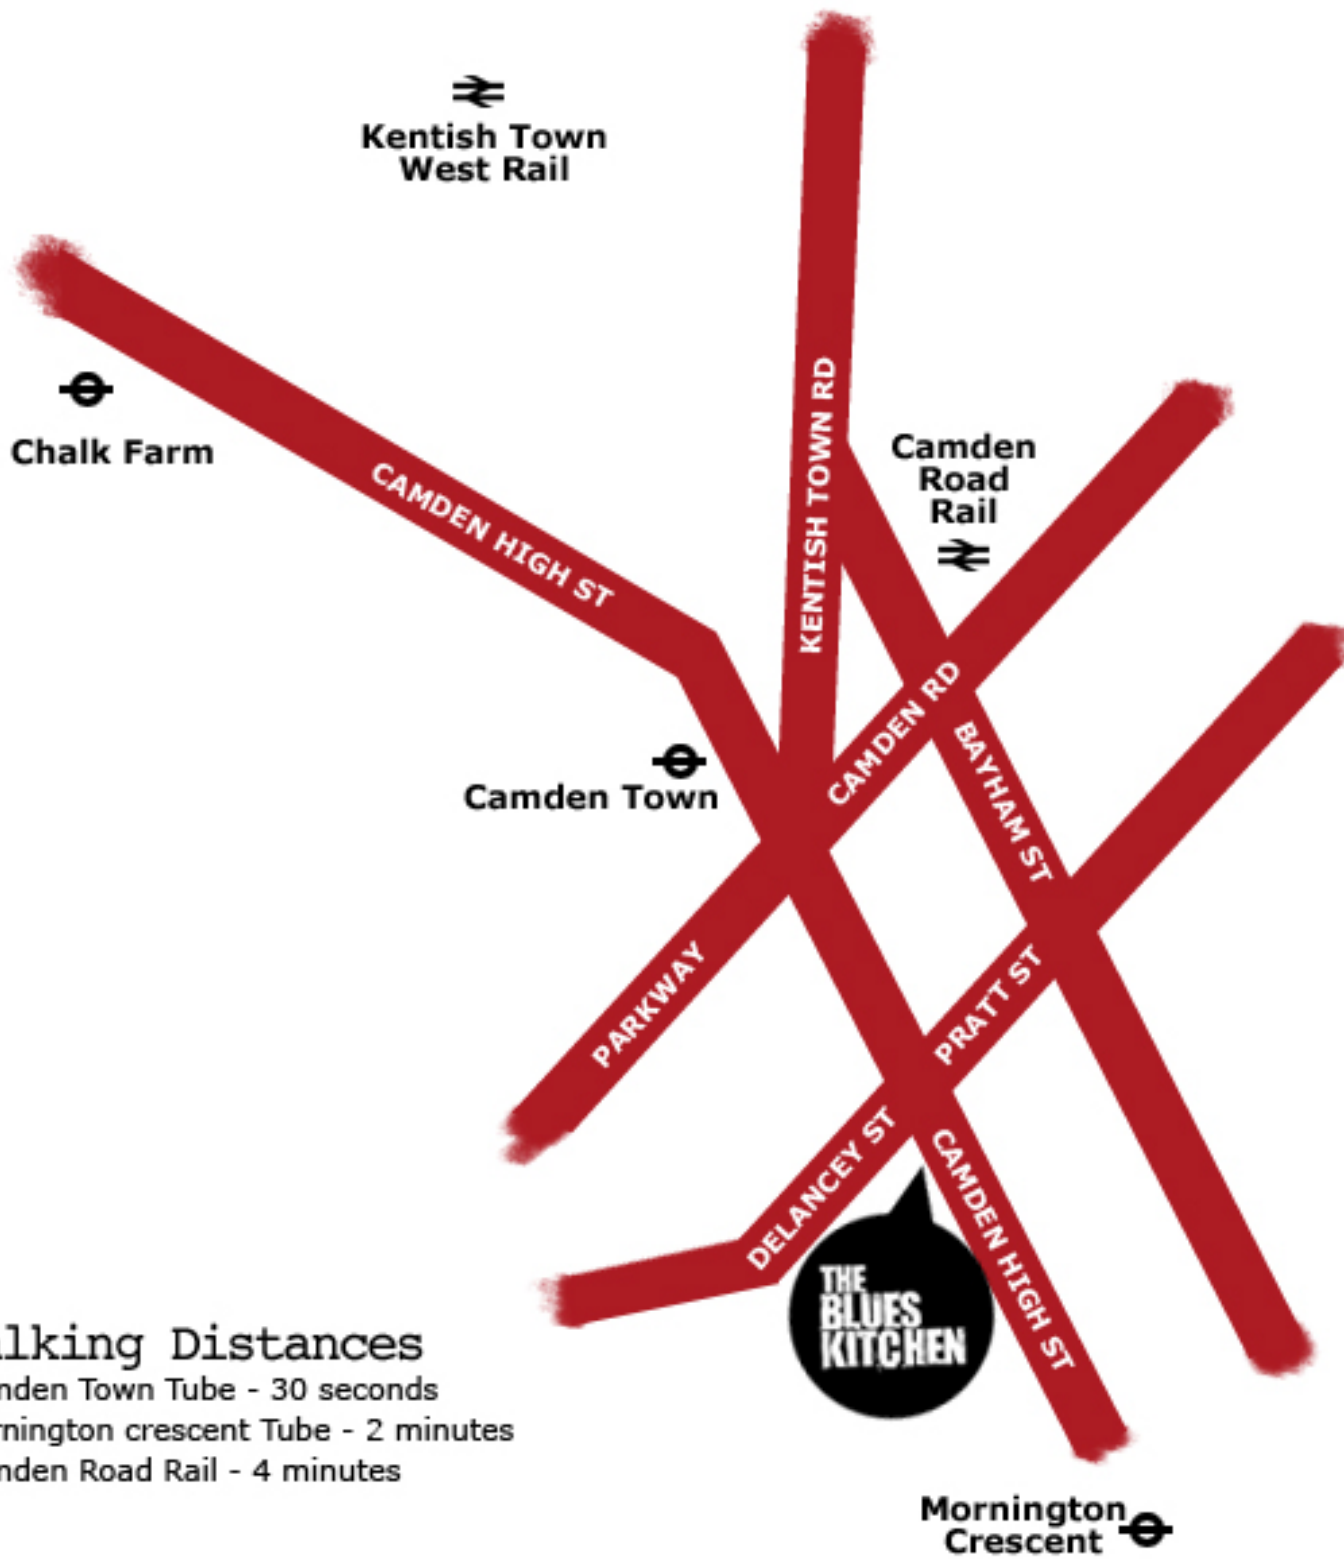 Kentish Town
West Rail
Chalk Farm
CAMDEN HIGH ST
KENTISH TOWN RD
Camden
Road
Rail
CAMDEN RD
BAYHAM ST
Camden Town
PARKWAY
PRATT ST
DELANCEY ST
CAMDEN HIGH ST
THE
BLUES
KITCHEN
lking Distances
nden Town Tube - 30 seconds
rnington crescent Tube - 2 minutes
nden Road Rail - 4 minutes
Mornington
Crescent